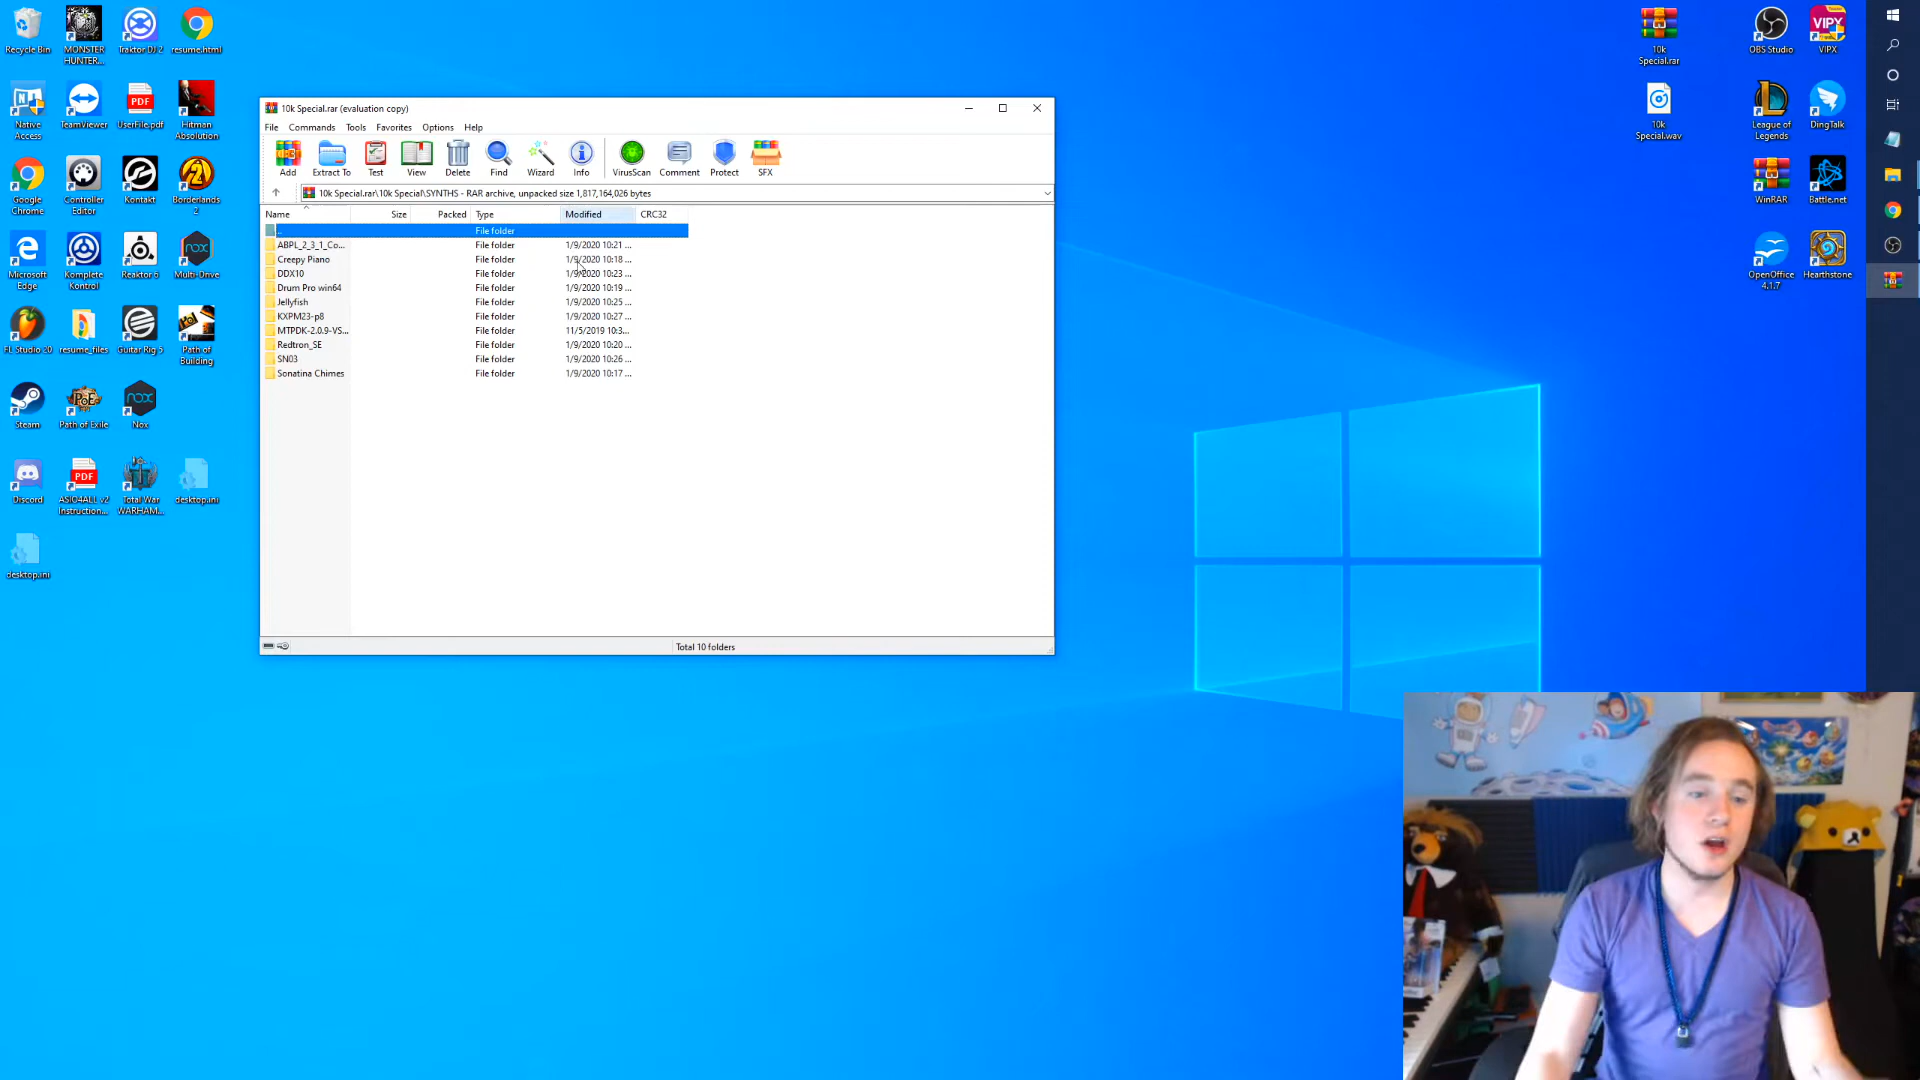 Recycle Bin
MONSTER HUNTER...
Traktor DJ 2
resume.html
Native Access
TeamViewer
UserFile.pdf
Hitman Absolution
Google Chrome
Controller Editor
Kontakt
Borderlands 2
Microsoft Edge
Komplete Kontrol
Reaktor 6
Multi-Drive
FL Studio 20
resume_files
Guitar Rig 5
Path of Building
Steam
Path of Exile
Nox
Discord
ASIO4ALL v2 Instruction...
Total War WARHAM...
desktop.ini
desktop.ini
10k Special.rar (evaluation copy)
File Commands Tools Favorites Options Help
Add Extract To Test View Delete Find Wizard Info VirusScan Comment Protect SFX
10k Special.rar\10k Special\SYNTHS - RAR archive, unpacked size 1,817,164,026 bytes
Name Size Packed Type Modified CRC32
.. File folder
ABPL_2_3_1_Co... File folder 1/9/2020 10:21 ...
Creepy Piano File folder 1/9/2020 10:18 ...
DDX10 File folder 1/9/2020 10:23 ...
Drum Pro win64 File folder 1/9/2020 10:19 ...
Jellyfish File folder 1/9/2020 10:25 ...
KXPM23-p8 File folder 1/9/2020 10:27 ...
MTPDK-2.0.9-VS... File folder 11/5/2019 10:3...
Redtron_SE File folder 1/9/2020 10:20 ...
SN03 File folder 1/9/2020 10:26 ...
Sonatina Chimes File folder 1/9/2020 10:17 ...
Total 10 folders
10k Special.rar
OBS Studio
VIPX
10k Special.wav
League of Legends
DingTalk
WinRAR
Battle.net
OpenOffice 4.1.7
Hearthstone